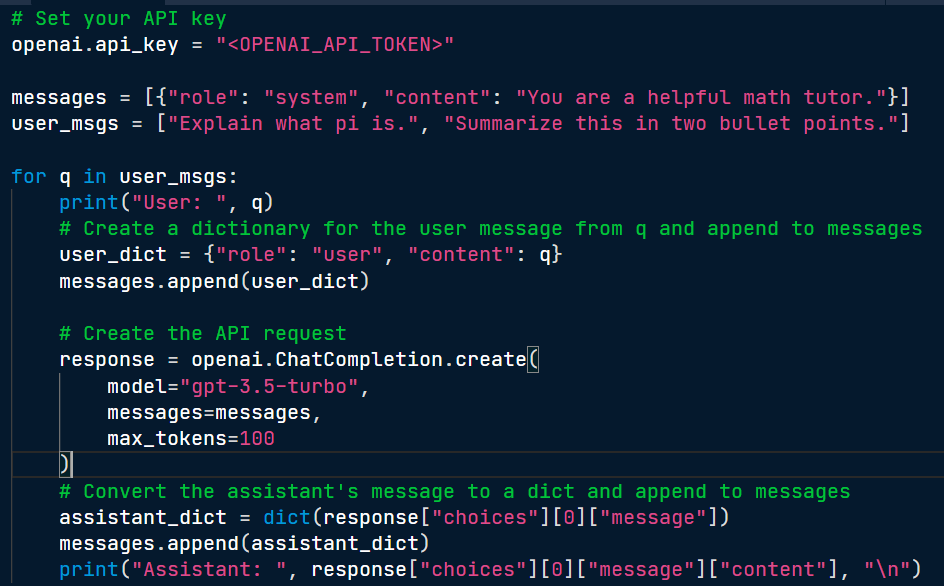 # Set your API key
openai.api_key = "<OPENAI_API_TOKEN>"

messages = [{"role": "system", "content": "You are a helpful math tutor."}]
user_msgs = ["Explain what pi is.", "Summarize this in two bullet points."]

for q in user_msgs:
    print("User: ", q)
    # Create a dictionary for the user message from q and append to messages
    user_dict = {"role": "user", "content": q}
    messages.append(user_dict)

    # Create the API request
    response = openai.ChatCompletion.create(
        model="gpt-3.5-turbo",
        messages=messages,
        max_tokens=100
    )
    # Convert the assistant's message to a dict and append to messages
    assistant_dict = dict(response["choices"][0]["message"])
    messages.append(assistant_dict)
    print("Assistant: ", response["choices"][0]["message"]["content"], "\n")